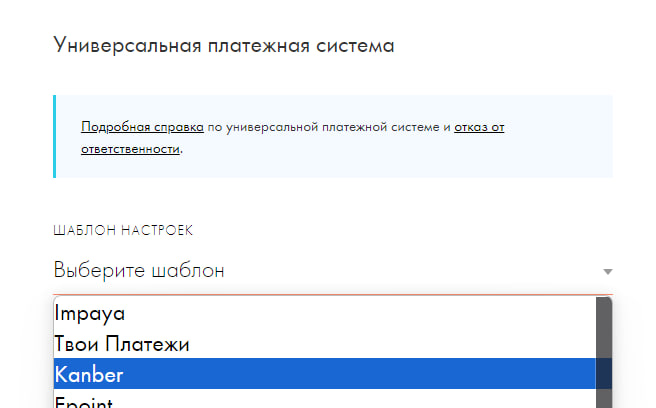 Универсальная платежная система
Подробная справка по универсальной платежной системе и отказ от
ответственности.
ШАБЛОН НАСТРОЕК
Выберите шаблон
Impaya
Твои Платежи
Kanber
Epoint